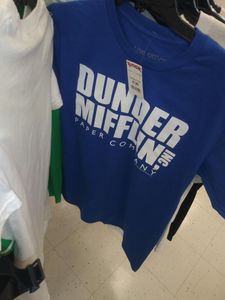 DUNDER
MIFFLIN,
INC
PAPER COMPANY